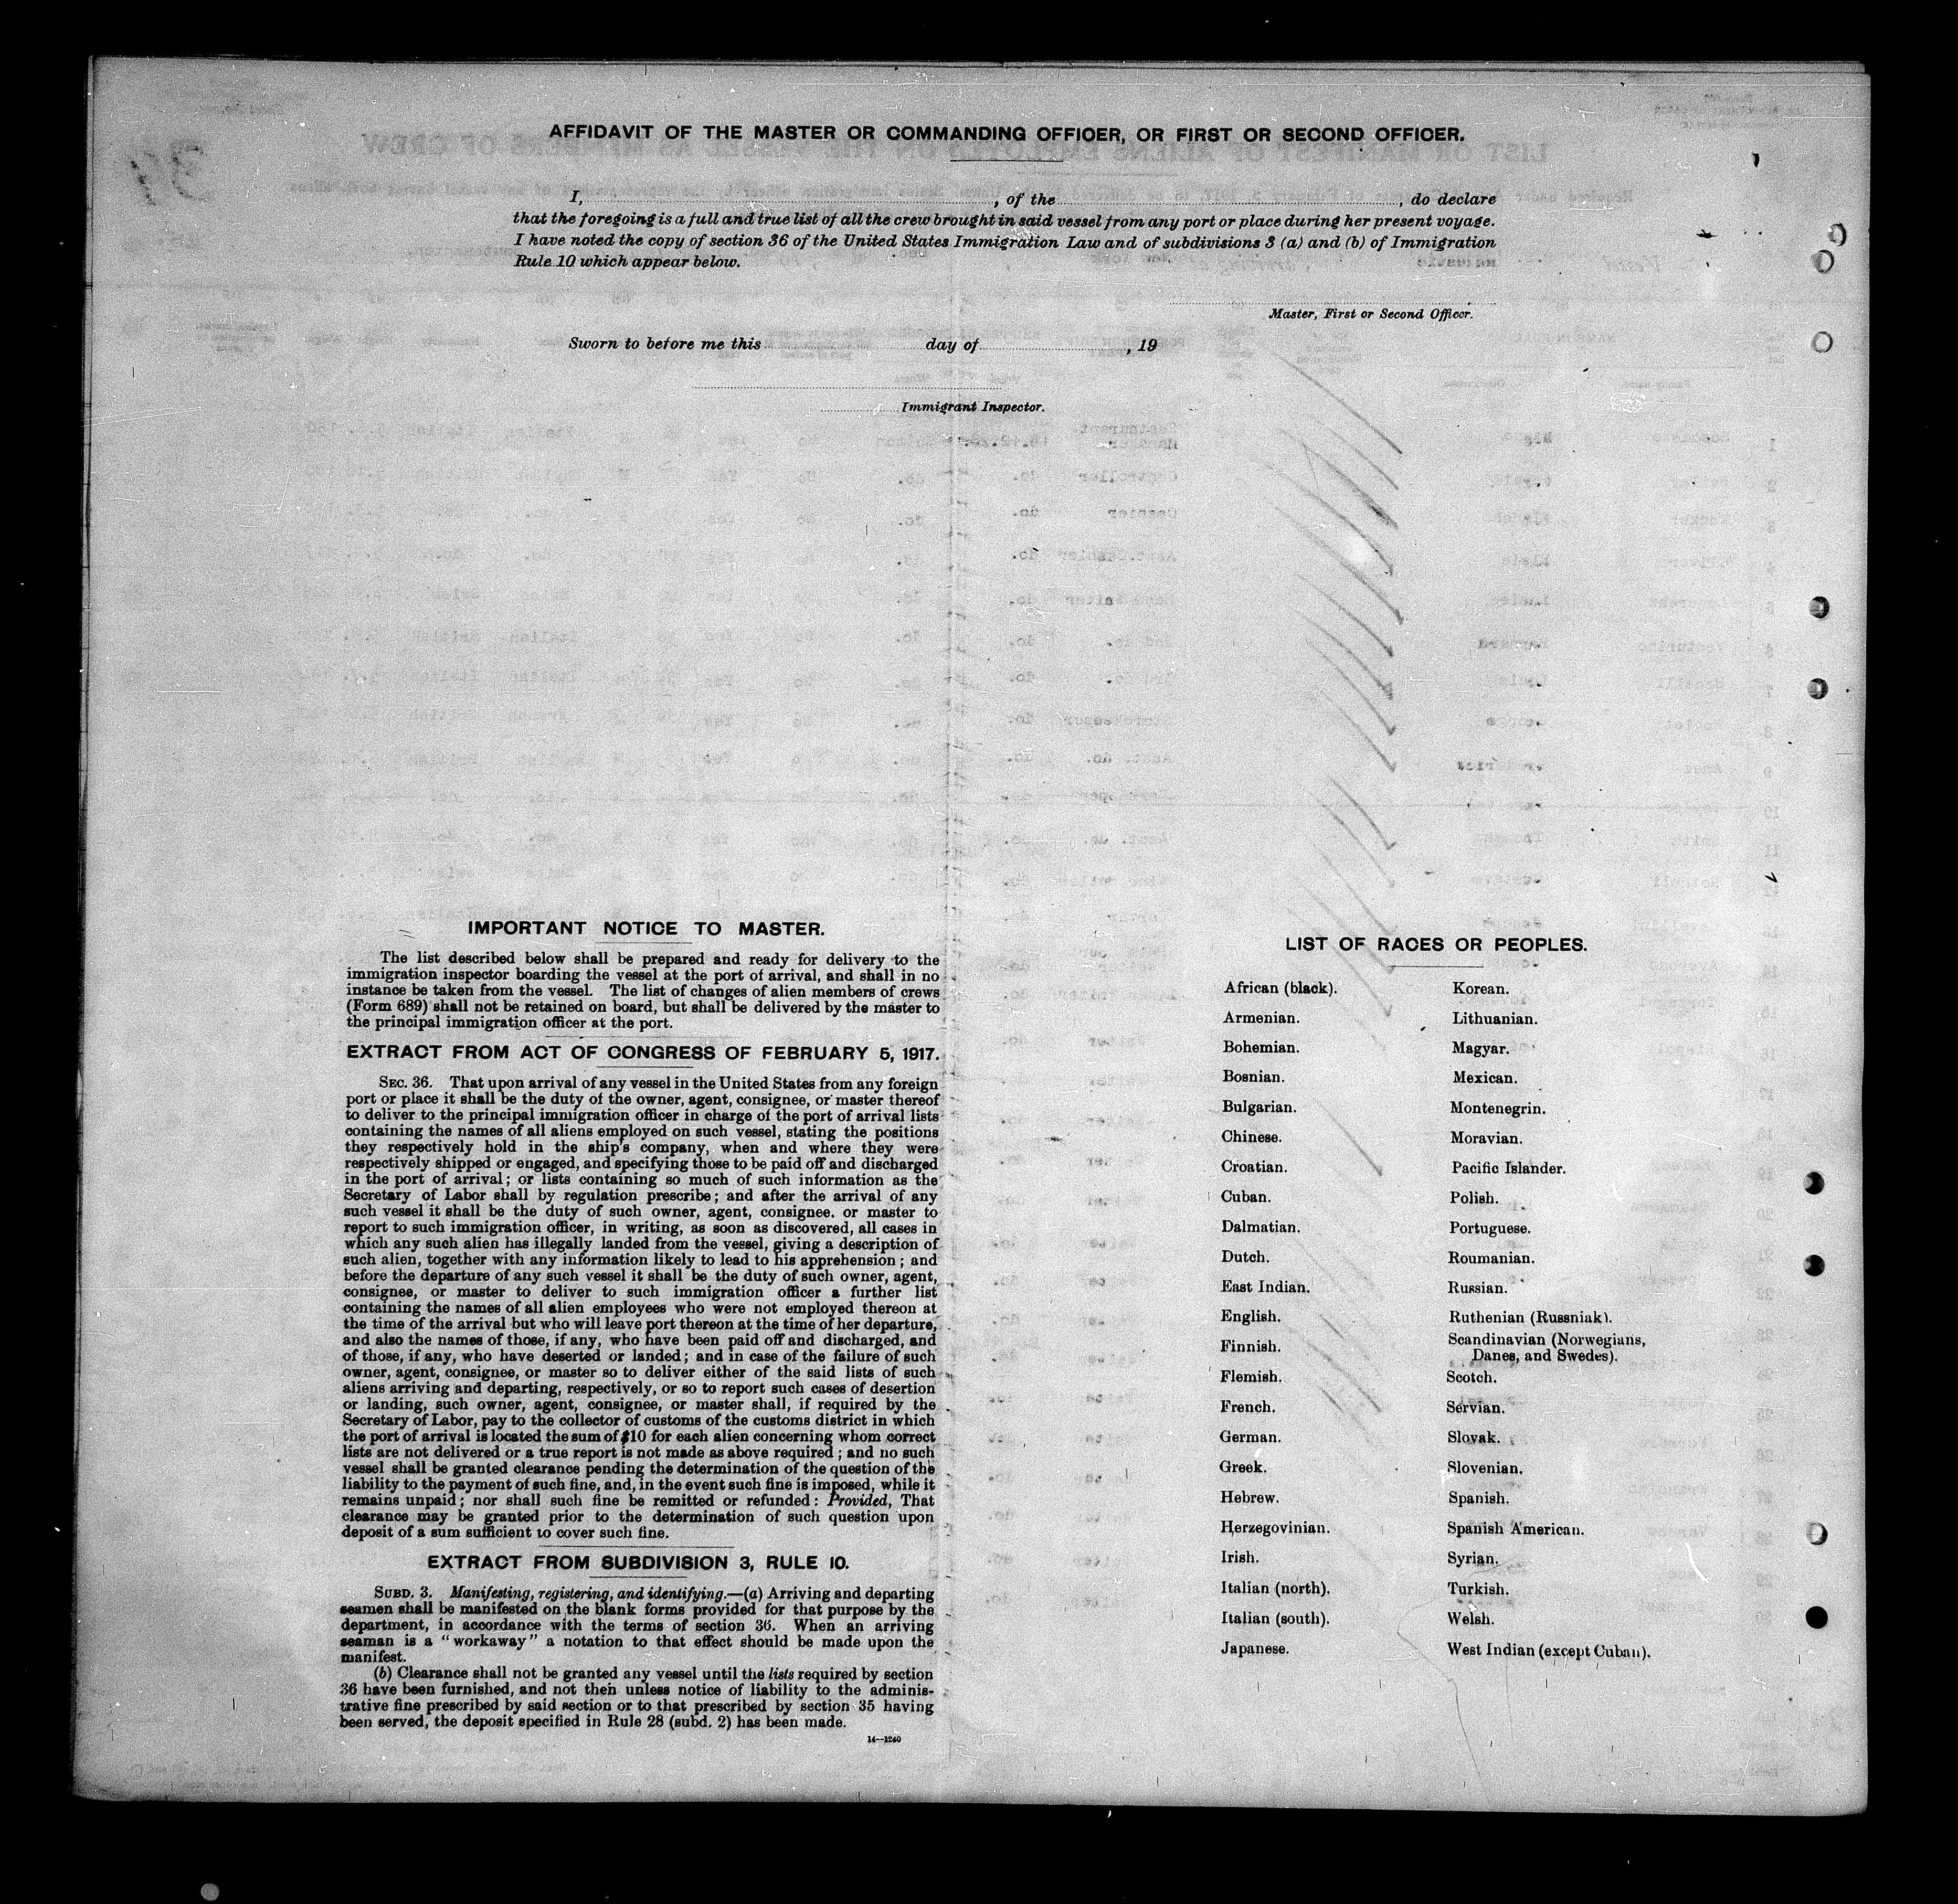 AFFIDAVIT OF THE MASTER OR COMMANDING OFFICER, OR FIRST OR SECOND OFFICER.
I, , of the , do declare
that the foregoing is a full and true list of all the crew brought in said vessel from any port or place during her present voyage.
I have noted the copy of section 36 of the United States Immigration Law and of subdivisions 3 (a) and (b) of Immigration
Rule 10 which appear below.
Master, First or Second Officer.
Sworn to before me this day of , 19
Immigrant Inspector.
IMPORTANT NOTICE TO MASTER.
The list described below shall be prepared and ready for delivery to the
immigration inspector boarding the vessel at the port of arrival, and shall in no
instance be taken from the vessel. The list of changes of alien members of crews
(Form 689) shall not be retained on board, but shall be delivered by the master to
the principal immigration officer at the port.
EXTRACT FROM ACT OF CONGRESS OF FEBRUARY 5, 1917.
SEC. 36. That upon arrival of any vessel in the United States from any foreign
port or place it shall be the duty of the owner, agent, consignee, or master thereof
to deliver to the principal immigration officer in charge of the port of arrival lists
containing the names of all aliens employed on such vessel, stating the positions
they respectively hold in the ship's company, when and where they were
respectively shipped or engaged, and specifying those to be paid off and discharged
in the port of arrival; or lists containing so much of such information as the
Secretary of Labor shall by regulation prescribe; and after the arrival of any
such vessel it shall be the duty of such owner, agent, consignee. or master to
report to such immigration officer, in writing, as soon as discovered, all cases in
which any such alien has illegally landed from the vessel, giving a description of
such alien, together with any information likely to lead to his apprehension; and
before the departure of any such vessel it shall be the duty of such owner, agent,
consignee, or master to deliver to such immigration officer a further list
containing the names of all alien employees who were not employed thereon at
the time of the arrival but who will leave port thereon at the time of her departure,
and also the names of those, if any, who have been paid off and discharged, and
of those, if any, who have deserted or landed; and in case of the failure of such
owner, agent, consignee, or master so to deliver either of the said lists of such
aliens arriving and departing, respectively, or so to report such cases of desertion
or landing, such owner, agent, consignee, or master shall, if required by the
Secretary of Labor, pay to the collector of customs of the customs district in which
the port of arrival is located the sum of $10 for each alien concerning whom correct
lists are not delivered or a true report is not made as above required; and no such
vessel shall be granted clearance pending the determination of the question of the
liability to the payment of such fine, and, in the event such fine is imposed, while it
remains unpaid; nor shall such fine be remitted or refunded: Provided, That
clearance may be granted prior to the determination of such question upon
deposit of a sum sufficient to cover such fine.
EXTRACT FROM SUBDIVISION 3, RULE 10.
SUBD. 3. Manifesting, registering, and identifying.—(a) Arriving and departing
seamen shall be manifested on the blank forms provided for that purpose by the
department, in accordance with the terms of section 36. When an arriving
seaman is a "workaway" a notation to that effect should be made upon the
manifest.
(b) Clearance shall not be granted any vessel until the lists required by section
36 have been furnished, and not then unless notice of liability to the adminis-
trative fine prescribed by said section or to that prescribed by section 35 having
been served, the deposit specified in Rule 28 (subd. 2) has been made.
14—1240
LIST OF RACES OR PEOPLES.
African (black).
Armenian.
Bohemian.
Bosnian.
Bulgarian.
Chinese.
Croatian.
Cuban.
Dalmatian.
Dutch.
East Indian.
English.
Finnish.
Flemish.
French.
German.
Greek.
Hebrew.
Herzegovinian.
Irish.
Italian (north).
Italian (south).
Japanese.
Korean.
Lithuanian.
Magyar.
Mexican.
Montenegrin.
Moravian.
Pacific Islander.
Polish.
Portuguese.
Roumanian.
Russian.
Ruthenian (Russniak).
Scandinavian (Norwegians,
Danes, and Swedes).
Scotch.
Servian.
Slovak.
Slovenian.
Spanish.
Spanish American.
Syrian.
Turkish.
Welsh.
West Indian (except Cuban).